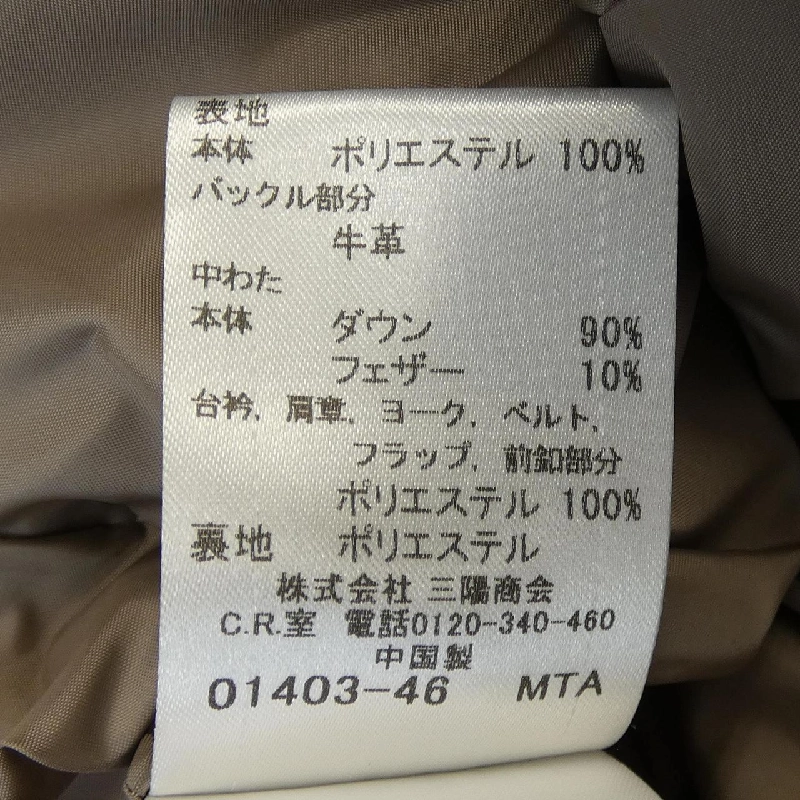 表地
本体 ポリエステル 100%
バックル部分
牛革
中わた
本体 ダウン 90%
フェザー 10%
台衿, 肩章, ヨーク, ベルト,
フラップ, 前釦部分
ポリエステル 100%
裏地 ポリエステル
株式会社 三陽商会
C.R.室 電話0120-340-460
中国製
01403-46 MTA